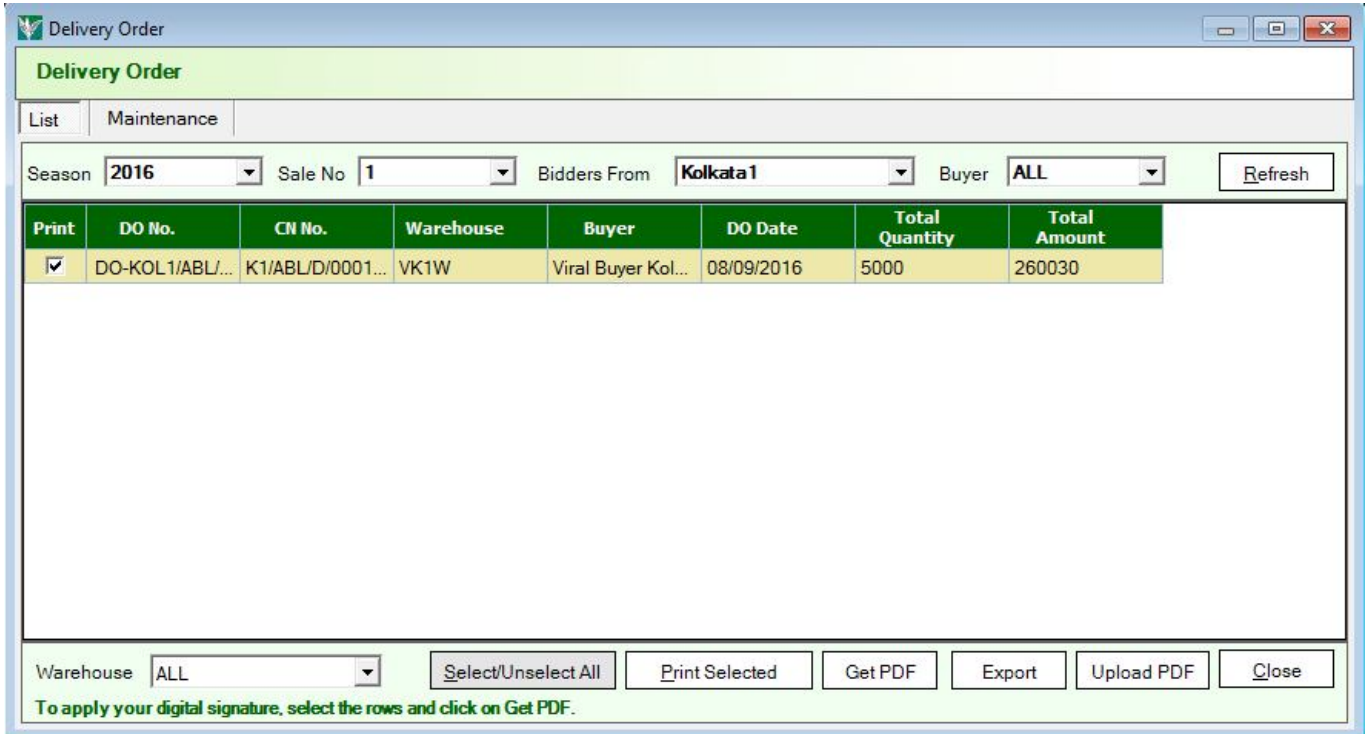 Delivery Order
Delivery Order
List Maintenance
Season 2016 Sale No 1 Bidders From Kolkata1 Buyer ALL Refresh
Print DO No. CN No. Warehouse Buyer DO Date Total Quantity Total Amount
DO-KOL1/ABL/... K1/ABL/D/0001... VK1W Viral Buyer Kol... 08/09/2016 5000 260030
Warehouse ALL Select/Unselect All Print Selected Get PDF Export Upload PDF Close
To apply your digital signature, select the rows and click on Get PDF.